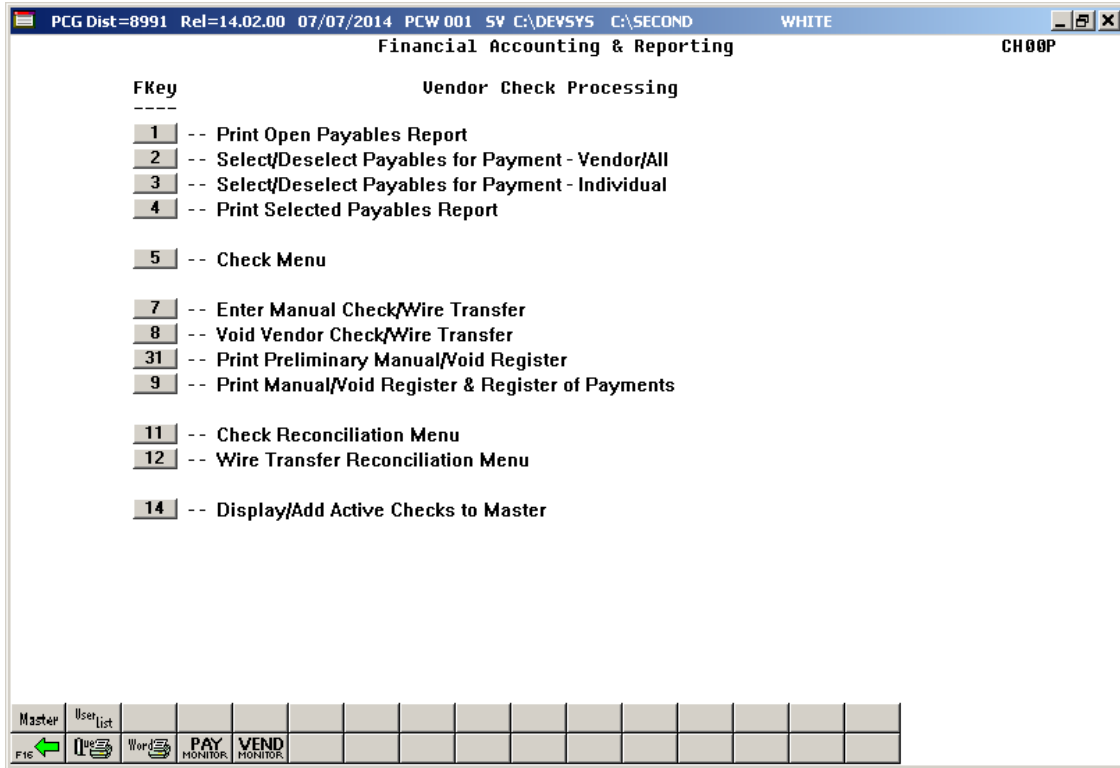 PCG Dist=8991 Rel=14.02.00 07/07/2014 PCW 001 SV C:\DEVSYS C:\SECOND WHITE
Financial Accounting & Reporting CH00P
FKey Vendor Check Processing
----
1 -- Print Open Payables Report
2 -- Select/Deselect Payables for Payment - Vendor/All
3 -- Select/Deselect Payables for Payment - Individual
4 -- Print Selected Payables Report
5 -- Check Menu
7 -- Enter Manual Check/Wire Transfer
8 -- Void Vendor Check/Wire Transfer
31 -- Print Preliminary Manual/Void Register
9 -- Print Manual/Void Register & Register of Payments
11 -- Check Reconciliation Menu
12 -- Wire Transfer Reconciliation Menu
14 -- Display/Add Active Checks to Master
Master User List
F16 Que Word PAY MONITOR VEND MONITOR